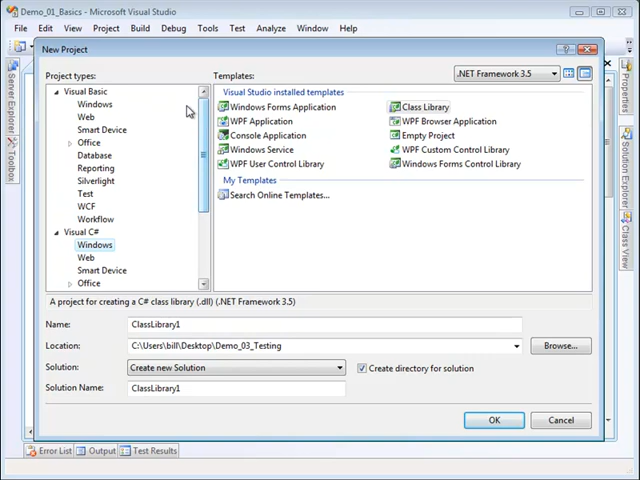 Demo_01_Basics - Microsoft Visual Studio
File Edit View Project Build Debug Tools Test Analyze Window Help
New Project
Project types:
Templates:
.NET Framework 3.5
Visual Basic
Windows
Web
Smart Device
Office
Database
Reporting
Silverlight
Test
WCF
Workflow
Visual C#
Windows
Web
Smart Device
Office
Visual Studio installed templates
Windows Forms Application
Class Library
WPF Application
WPF Browser Application
Console Application
Empty Project
Windows Service
WPF Custom Control Library
WPF User Control Library
Windows Forms Control Library
My Templates
Search Online Templates...
A project for creating a C# class library (.dll) (.NET Framework 3.5)
Name:
ClassLibrary1
Location:
C:\Users\bill\Desktop\Demo_03_Testing
Browse...
Solution:
Create new Solution
Create directory for solution
Solution Name:
ClassLibrary1
OK
Cancel
Server Explorer
Toolbox
Properties
Solution Explorer
Class View
Error List
Output
Test Results